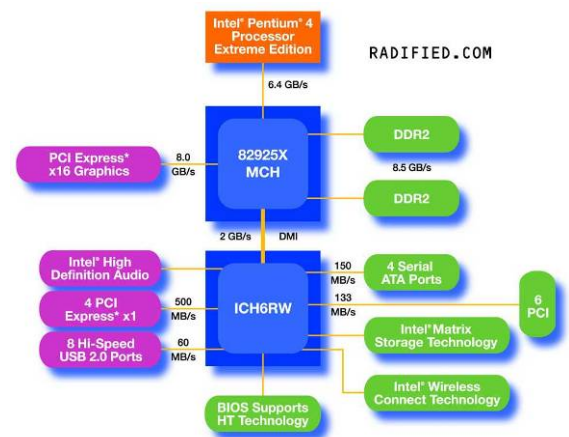 Intel® Pentium® 4
Processor
Extreme Edition
RADIFIED.COM
6.4 GB/s
PCI Express*
x16 Graphics
8.0
GB/s
82925X
MCH
DDR2
8.5 GB/s
DDR2
2 GB/s
DMI
Intel® High
Definition Audio
4 PCI
Express* x1
500
MB/s
8 Hi-Speed
USB 2.0 Ports
60
MB/s
ICH6RW
150
MB/s
4 Serial
ATA Ports
133
MB/s
6
PCI
Intel® Matrix
Storage Technology
Intel® Wireless
Connect Technology
BIOS Supports
HT Technology